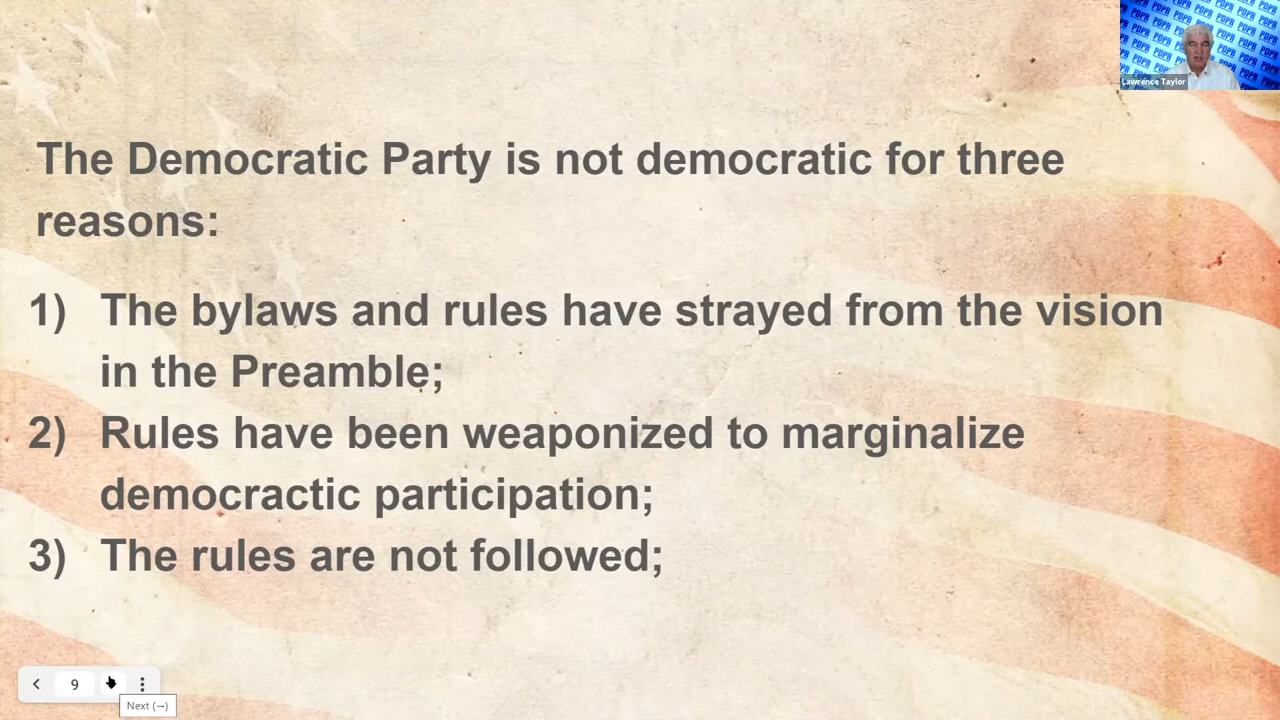 Lawrence Taylor
The Democratic Party is not democratic for three
reasons:
1) The bylaws and rules have strayed from the vision
in the Preamble;
2) Rules have been weaponized to marginalize
democractic participation;
3) The rules are not followed;
9
Next (→)